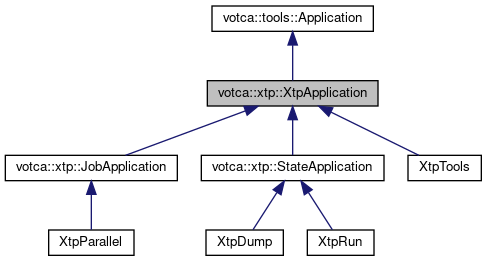 votca::tools::Application
votca::xtp::XtpApplication
votca::xtp::JobApplication
votca::xtp::StateApplication
XtpTools
XtpParallel
XtpDump
XtpRun